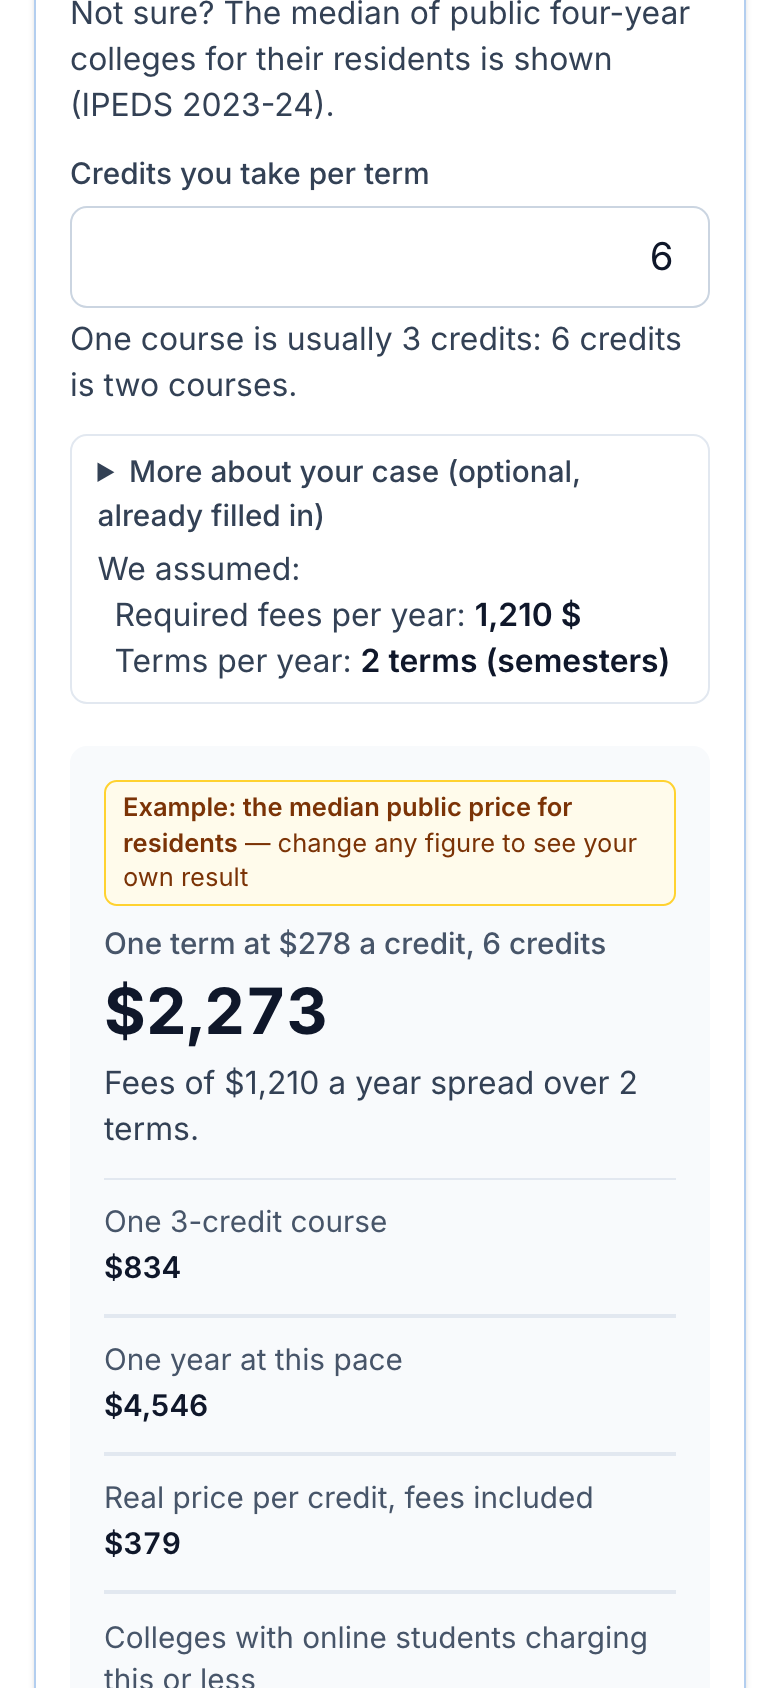 Not sure? The median of public four-year
colleges for their residents is shown
(IPEDS 2023-24).
Credits you take per term
6
One course is usually 3 credits: 6 credits
is two courses.
▶ More about your case (optional,
already filled in)
We assumed:
Required fees per year: 1,210 $
Terms per year: 2 terms (semesters)
Example: the median public price for
residents — change any figure to see your
own result
One term at $278 a credit, 6 credits
$2,273
Fees of $1,210 a year spread over 2
terms.
One 3-credit course
$834
One year at this pace
$4,546
Real price per credit, fees included
$379
Colleges with online students charging
this or less